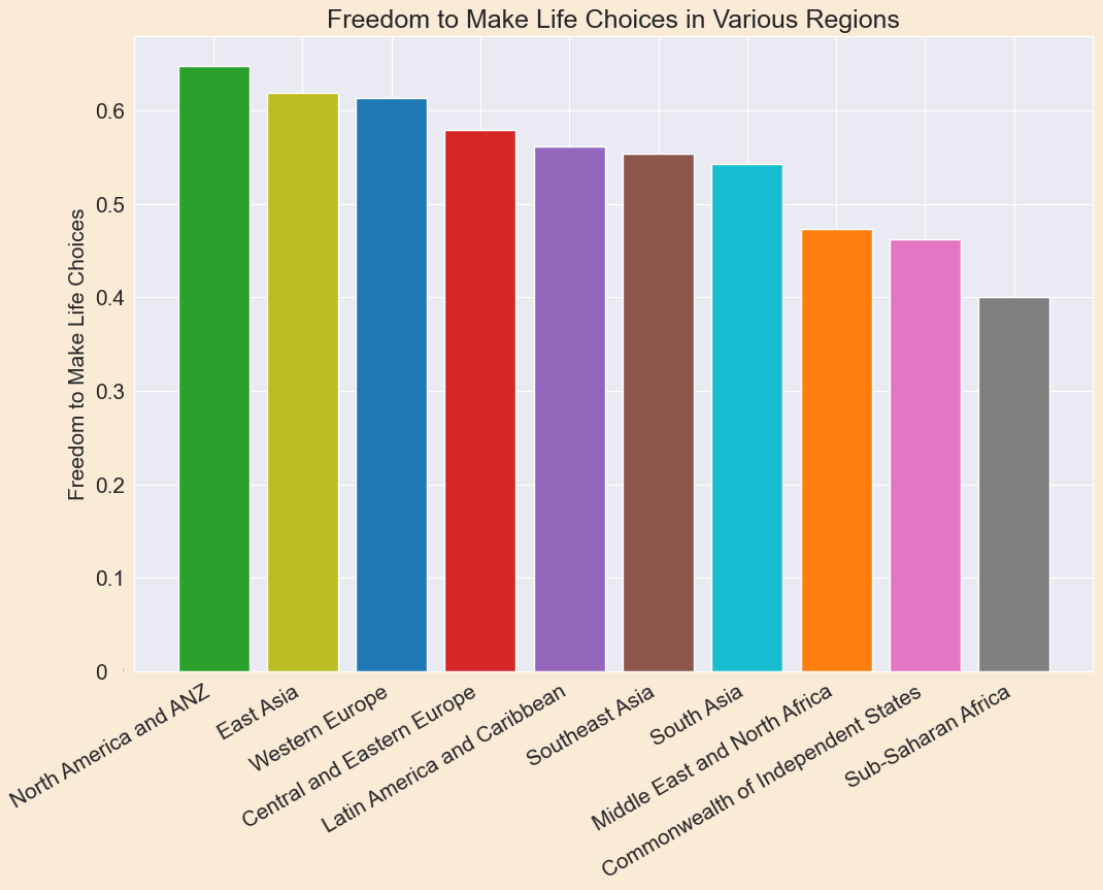 Freedom to Make Life Choices in Various Regions
Freedom to Make Life Choices
0.6
0.5
0.4
0.3
0.2
0.1
0
North America and ANZ
East Asia
Western Europe
Central and Eastern Europe
Latin America and Caribbean
Southeast Asia
South Asia
Middle East and North Africa
Commonwealth of Independent States
Sub-Saharan Africa